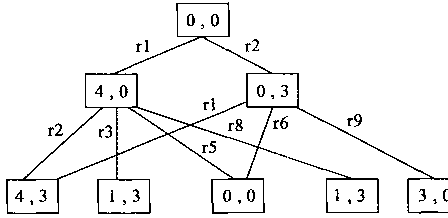 0,0
r1 r2
4,0 0,3
r2 r3 r1 r5 r8 r6 r9
4,3 1,3 0,0 1,3 3,0